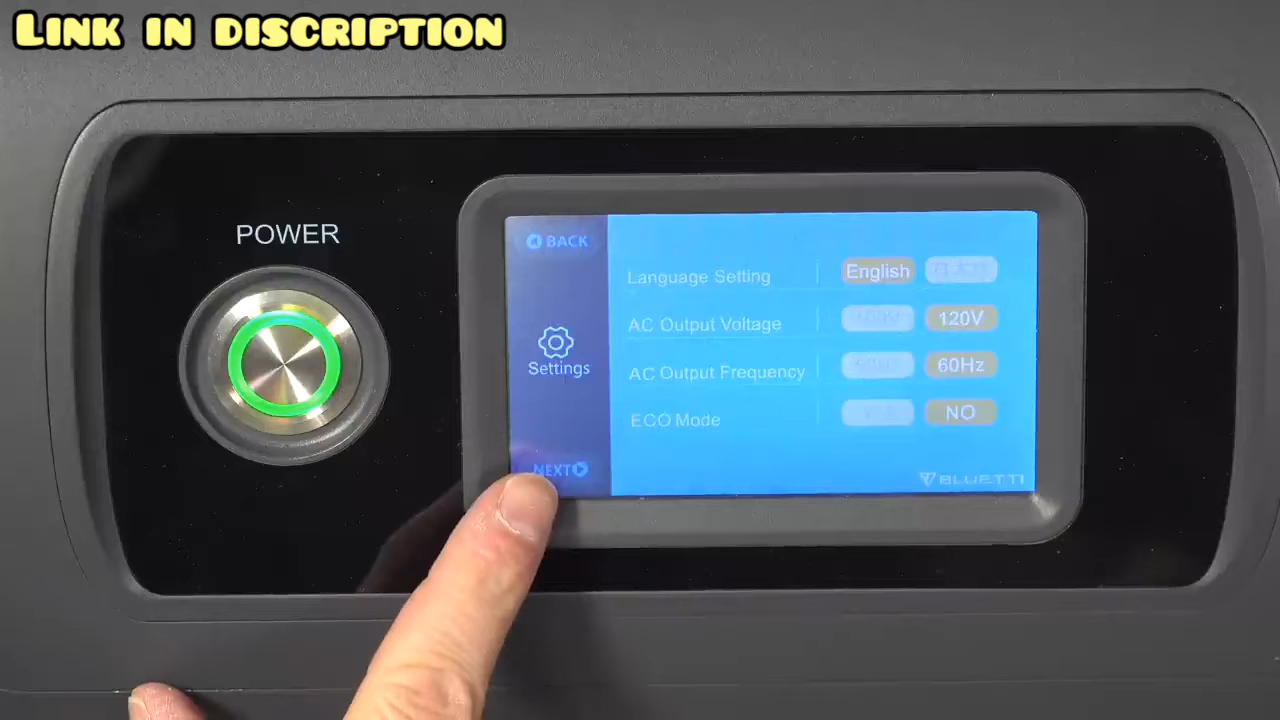 LINK IN DISCRIPTION
POWER
BACK
Language Setting English
AC Output Voltage 120V
Settings
AC Output Frequency 60Hz
ECO Mode NO
NEXT
BLUETTI